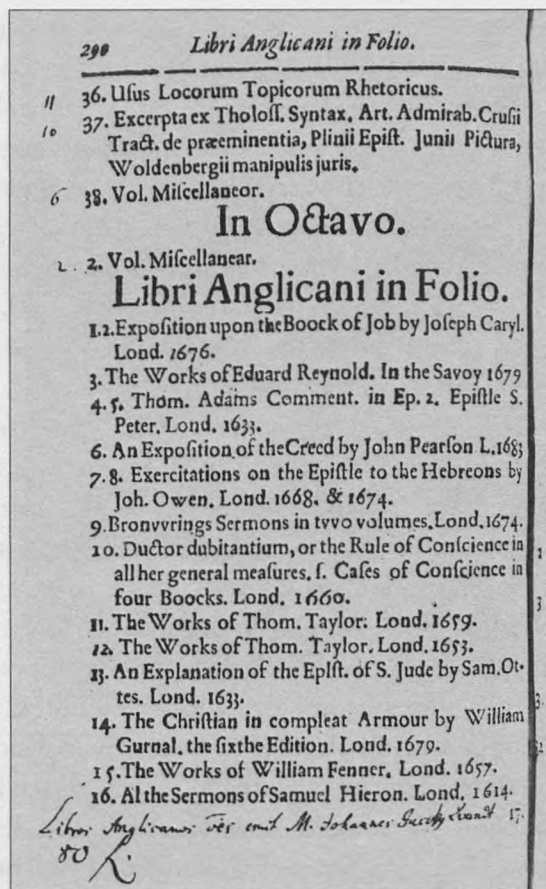 290 Libri Anglicani in Folio.
11 36. Usus Locorum Topicorum Rhetoricus.
10 37. Excerpta ex Tholoss. Syntax. Art. Admirab. Crusii
Tract. de præeminentia, Plinii Epist. Junii Pictura,
Woldenbergii manipulis juris.
6 38. Vol. Miscellaneor.
In Octavo.
2. 2. Vol. Miscellanear.
Libri Anglicani in Folio.
1.2. Exposition upon the Boock of Job by Joseph Caryl.
Lond. 1676.
3. The Works of Eduard Reynold. In the Savoy 1679
4.5. Thom. Adams Comment. in Ep. 2. Epistle S.
Peter. Lond. 1633.
6. An Exposition of the Creed by John Pearson L. 1683
7.8. Exercitations on the Epistle to the Hebreons by
Joh. Owen. Lond. 1668. & 1674.
9. Bronvvrings Sermons in tvvo volumes. Lond. 1674.
10. Ductor dubitantium, or the Rule of Conscience in
all her general measures. s. Cases of Conscience in
four Boocks. Lond. 1660.
11. The Works of Thom. Taylor. Lond. 1659.
12. The Works of Thom. Taylor. Lond. 1653.
13. An Explanation of the Epist. of S. Jude by Sam. Ot-
tes. Lond. 1633.
14. The Christian in compleat Armour by William
Gurnal. the sixthe Edition. Lond. 1679.
15. The Works of William Fenner. Lond. 1657.
16. Al the Sermons of Samuel Hieron. Lond. 1614.
Libros Anglicanos emit M. Johannes 17.
80